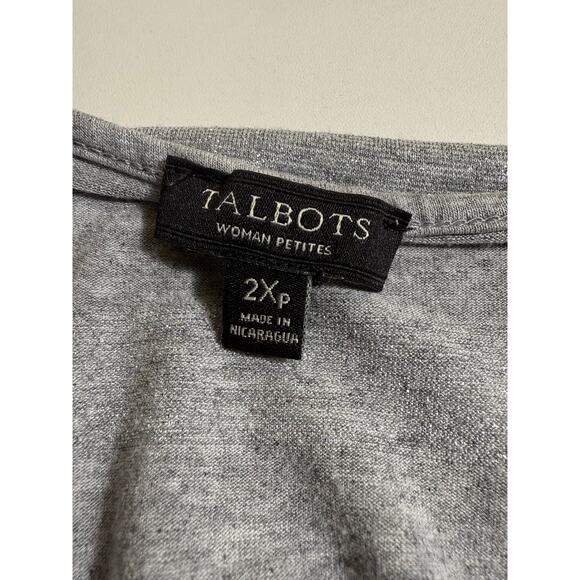 TALBOTS
WOMAN PETITES
2XP
MADE IN
NICARAGUA